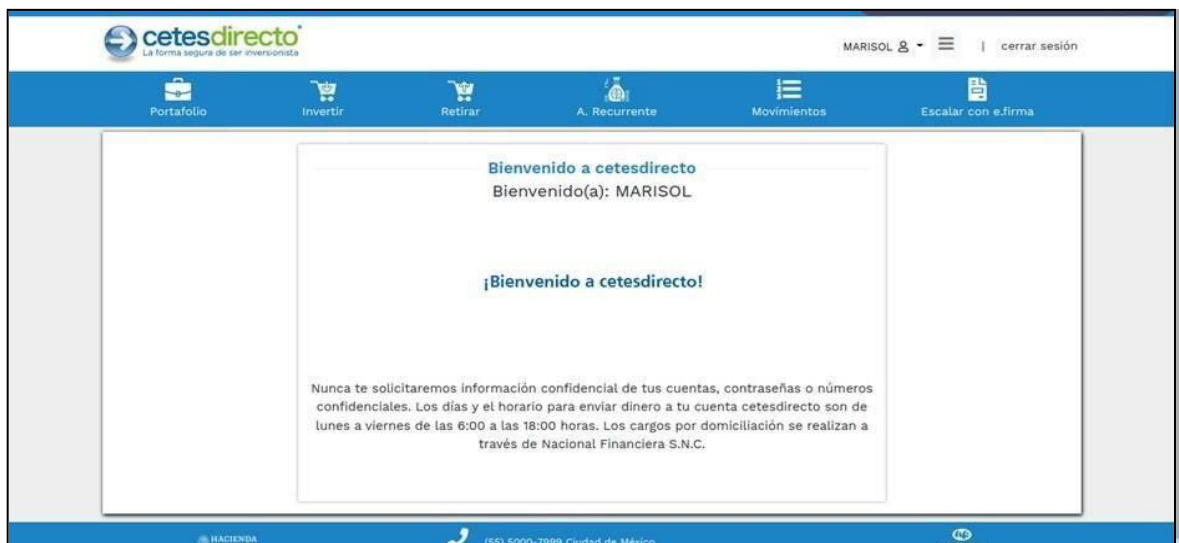 cetesdirecto
La forma segura de ser inversionista
MARISOL
| cerrar sesión
Portafolio
Invertir
Retirar
A. Recurrente
Movimientos
Escalar con e.firma
Bienvenido a cetesdirecto
Bienvenido(a): MARISOL
¡Bienvenido a cetesdirecto!
Nunca te solicitaremos información confidencial de tus cuentas, contraseñas o números
confidenciales. Los días y el horario para enviar dinero a tu cuenta cetesdirecto son de
lunes a viernes de las 6:00 a las 18:00 horas. Los cargos por domiciliación se realizan a
través de Nacional Financiera S.N.C.
HACIENDA
(55) 5000-7999 Ciudad de México